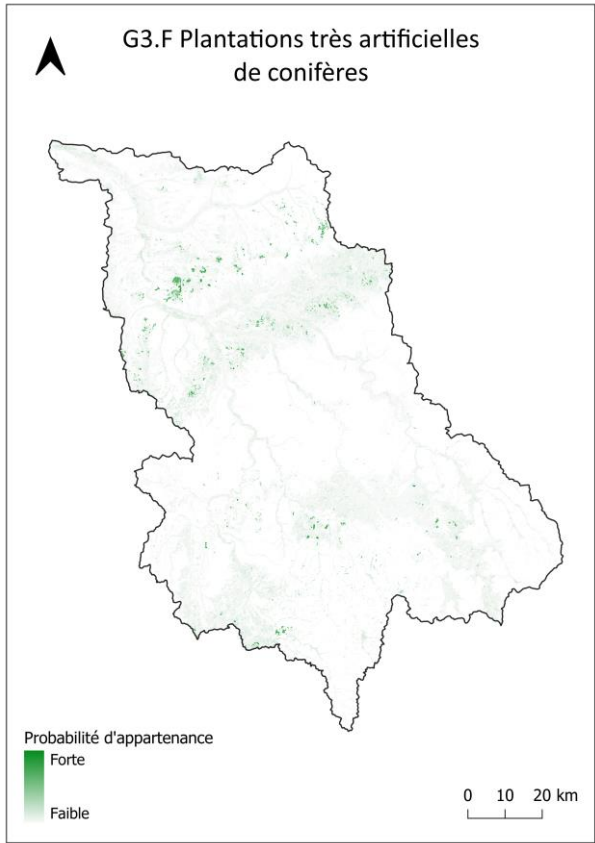 G3.F Plantations très artificielles
de conifères
Probabilité d'appartenance
Forte
Faible
0 10 20 km